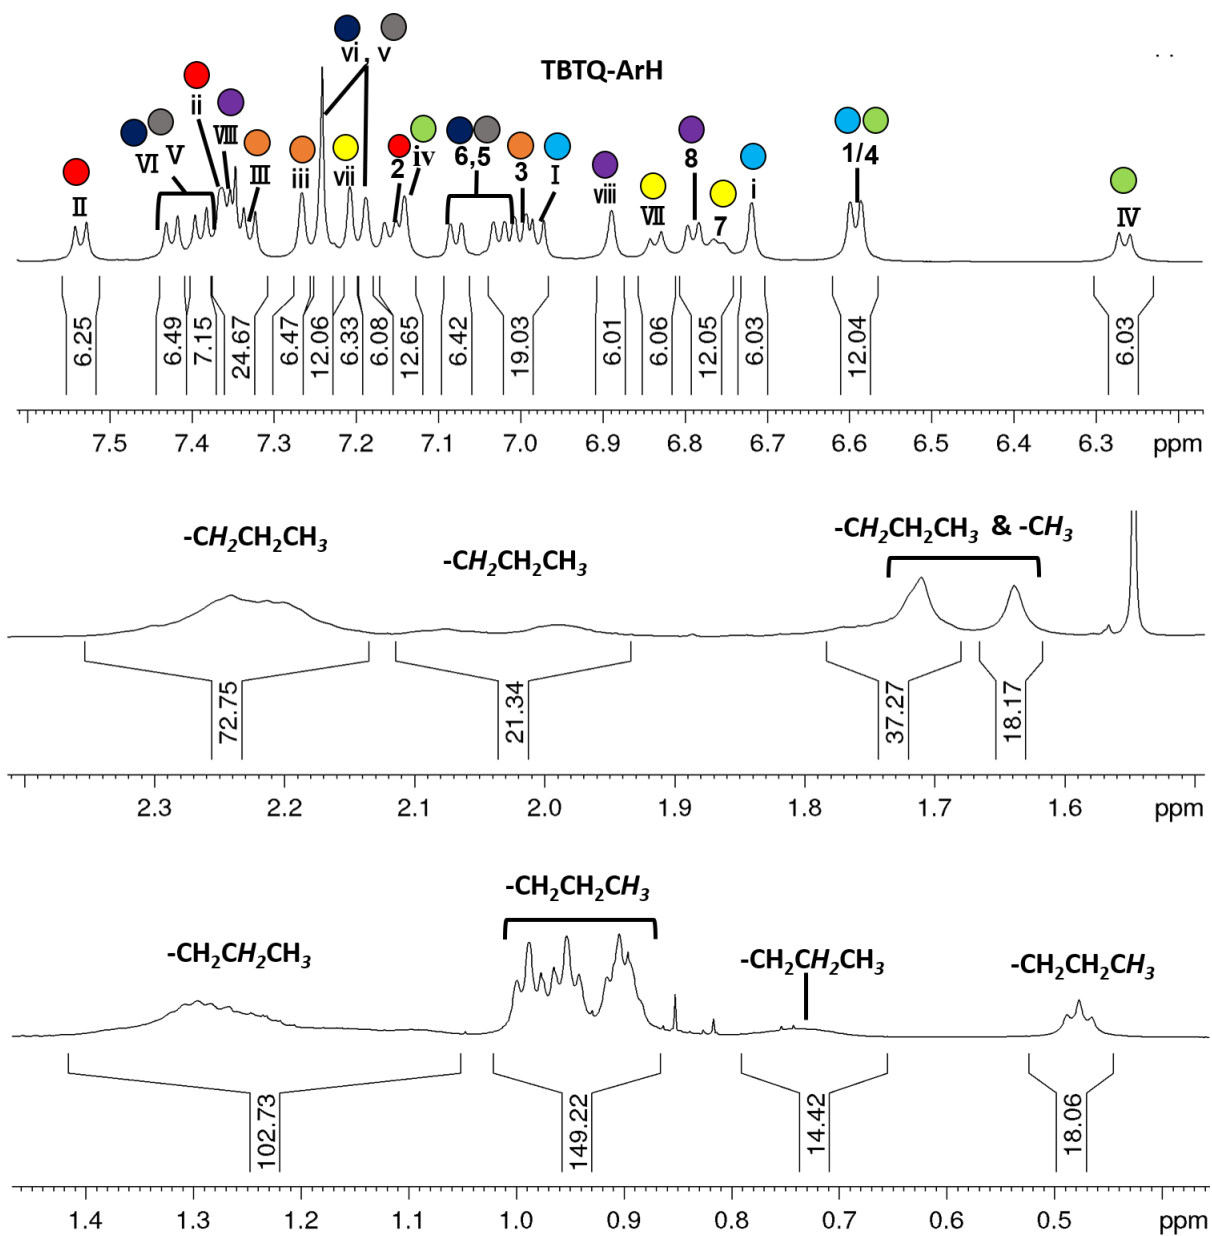 vi , v
TBTQ-ArH
ii
VIII
iv
II
VI V
III
iii
vii
2
6,5
3
I
viii
VII
8
7
i
1/4
IV
6.25
6.49
7.15
24.67
6.47
12.06
6.33
6.08
12.65
6.42
19.03
6.01
6.06
12.05
6.03
12.04
6.03
7.5 7.4 7.3 7.2 7.1 7.0 6.9 6.8 6.7 6.6 6.5 6.4 6.3 ppm
-CH₂CH₂CH₃
-CH₂CH₂CH₃
-CH₂CH₂CH₃ & -CH₃
72.75
21.34
37.27
18.17
2.3 2.2 2.1 2.0 1.9 1.8 1.7 1.6 ppm
-CH₂CH₂CH₃
-CH₂CH₂CH₃
-CH₂CH₂CH₃
-CH₂CH₂CH₃
102.73
149.22
14.42
18.06
1.4 1.3 1.2 1.1 1.0 0.9 0.8 0.7 0.6 0.5 ppm